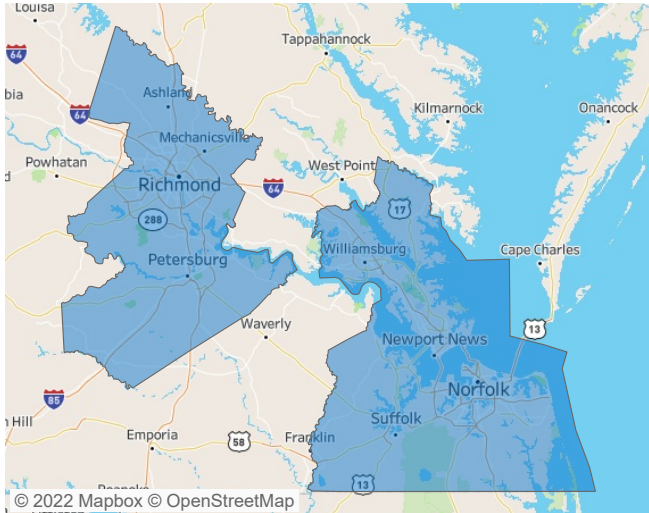 Louisa
64
Tappahannock
Ashland
bia
64
Kilmarnock
Onancock
Mechanicsville
Powhatan
West Point
d
Richmond
64
17
288
Williamsburg
Cape Charles
Petersburg
Waverly
13
Newport News
85
Norfolk
n Hill
Suffolk
Emporia
58
Franklin
13
© 2022 Mapbox © OpenStreetMap